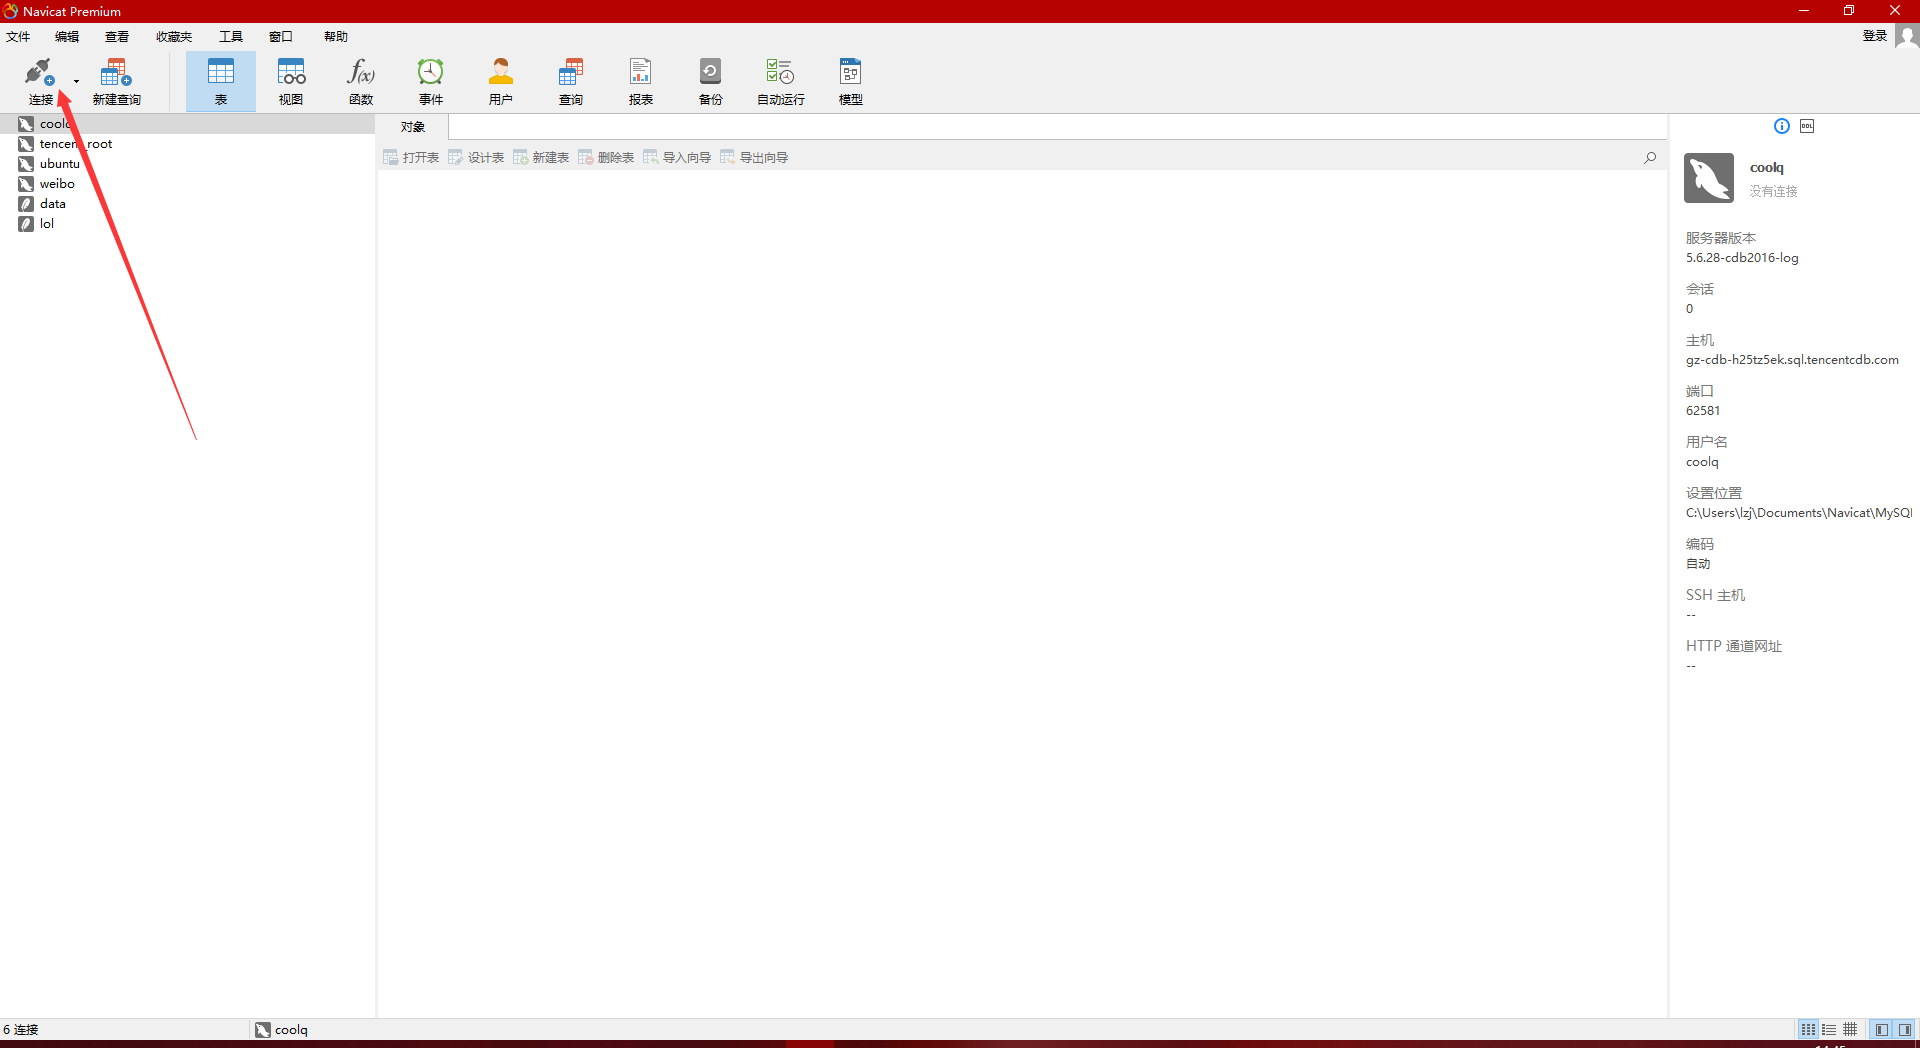 Navicat Premium
文件 编辑 查看 收藏夹 工具 窗口 帮助 登录
连接 新建查询 表 视图 函数 事件 用户 查询 报表 备份 自动运行 模型
f(x)
coolq
tencent_root
ubuntu
weibo
data
lol
对象
打开表 设计表 新建表 删除表 导入向导 导出向导
DDL
coolq
没有连接
服务器版本
5.6.28-cdb2016-log
会话
0
主机
gz-cdb-h25tz5ek.sql.tencentcdb.com
端口
62581
用户名
coolq
设置位置
C:\Users\lzj\Documents\Navicat\MySQl
编码
自动
SSH 主机
--
HTTP 通道网址
--
6 连接 coolq